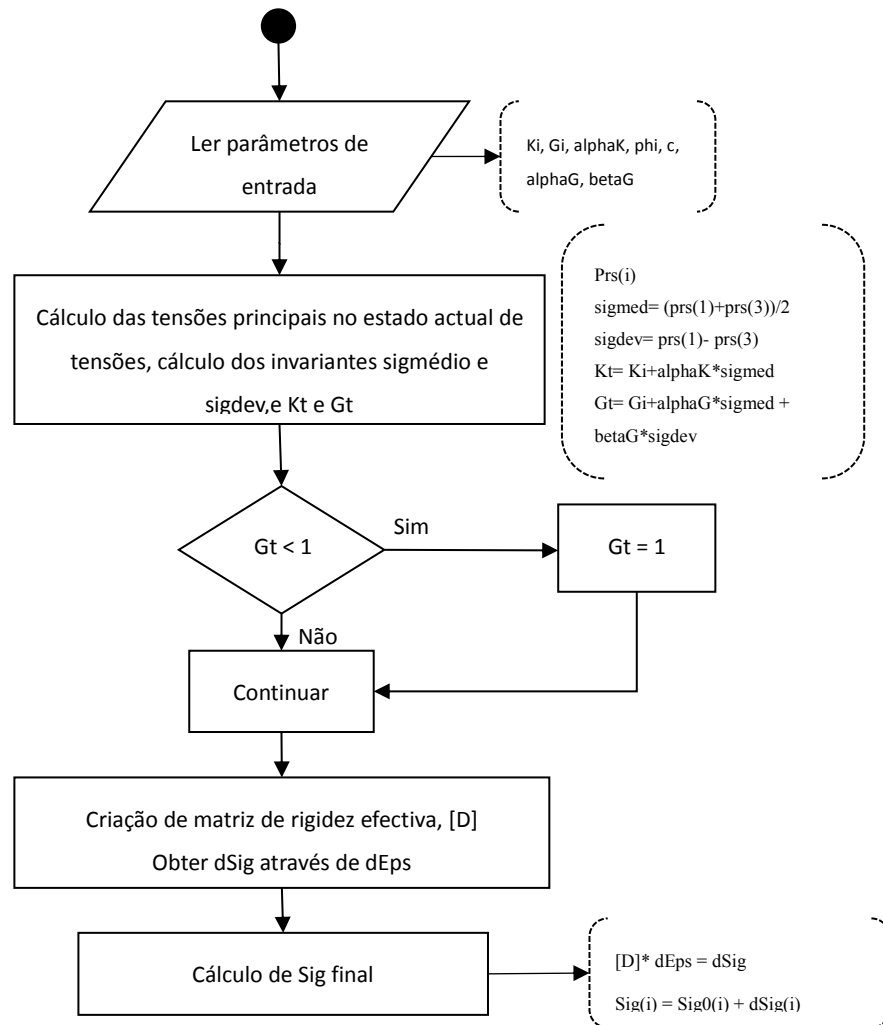 Ler parâmetros de
entrada
Ki, Gi, alphaK, phi, c,
alphaG, betaG
Cálculo das tensões principais no estado actual de
tensões, cálculo dos invariantes sigmédio e
sigdev,e Kt e Gt
Prs(i)
sigmed= (prs(1)+prs(3))/2
sigdev= prs(1)- prs(3)
Kt= Ki+alphaK*sigmed
Gt= Gi+alphaG*sigmed +
betaG*sigdev
Gt < 1
Sim
Gt = 1
Não
Continuar
Criação de matriz de rigidez efectiva, [D]
Obter dSig através de dEps
Cálculo de Sig final
[D]* dEps = dSig
Sig(i) = Sig0(i) + dSig(i)